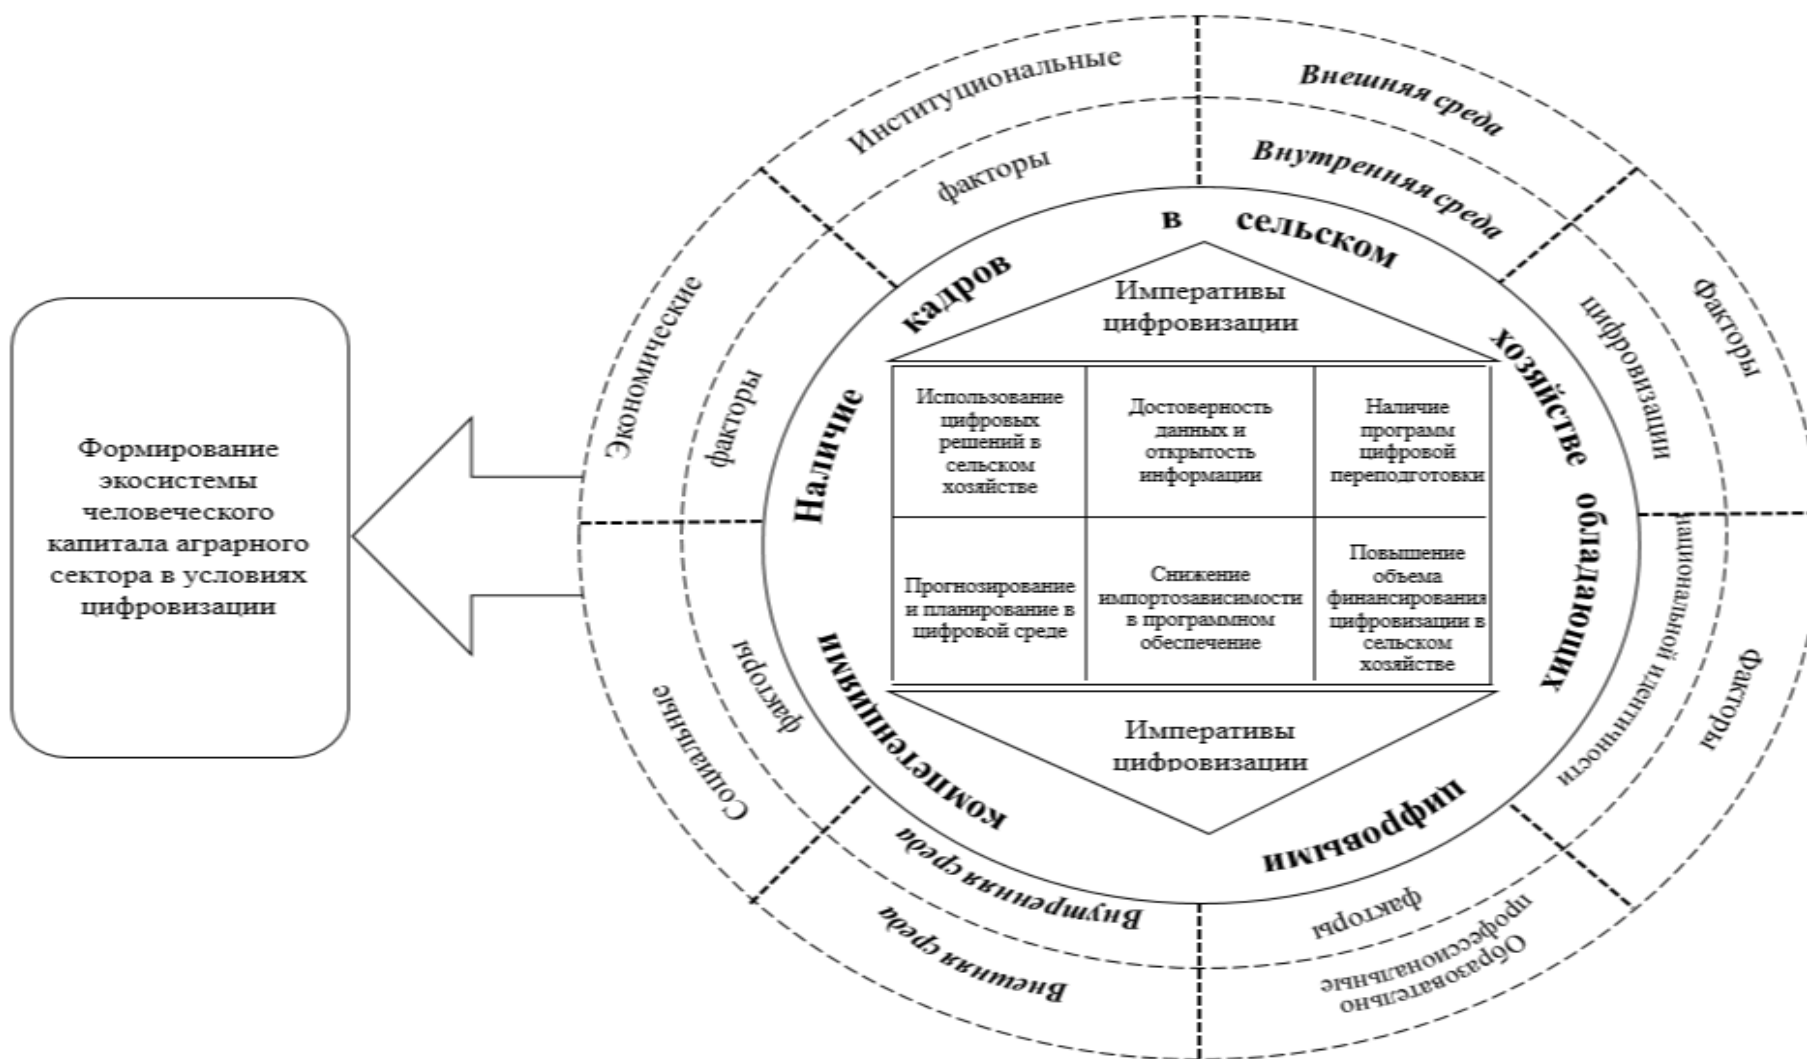 Институциональные
факторы
Внешняя среда
Внутренняя среда
Факторы
цифровизации
Факторы
национальной идентичности
Образовательно
профессиональные
факторы
Внутренняя среда
Внешняя среда
Социальные
факторы
Экономические
факторы
Наличие кадров в сельском хозяйстве обладающих цифровыми компетенциями
Императивы
цифровизации
Использование
цифровых
решений в
сельском
хозяйстве
Достоверность
данных и
открытость
информации
Наличие
программ
цифровой
переподготовки
Прогнозирование
и планирование в
цифровой среде
Снижение
импортозависимости
в программном
обеспечение
Повышение
объема
финансирования
цифровизации в
сельском
хозяйстве
Императивы
цифровизации
Формирование
экосистемы
человеческого
капитала аграрного
сектора в условиях
цифровизации